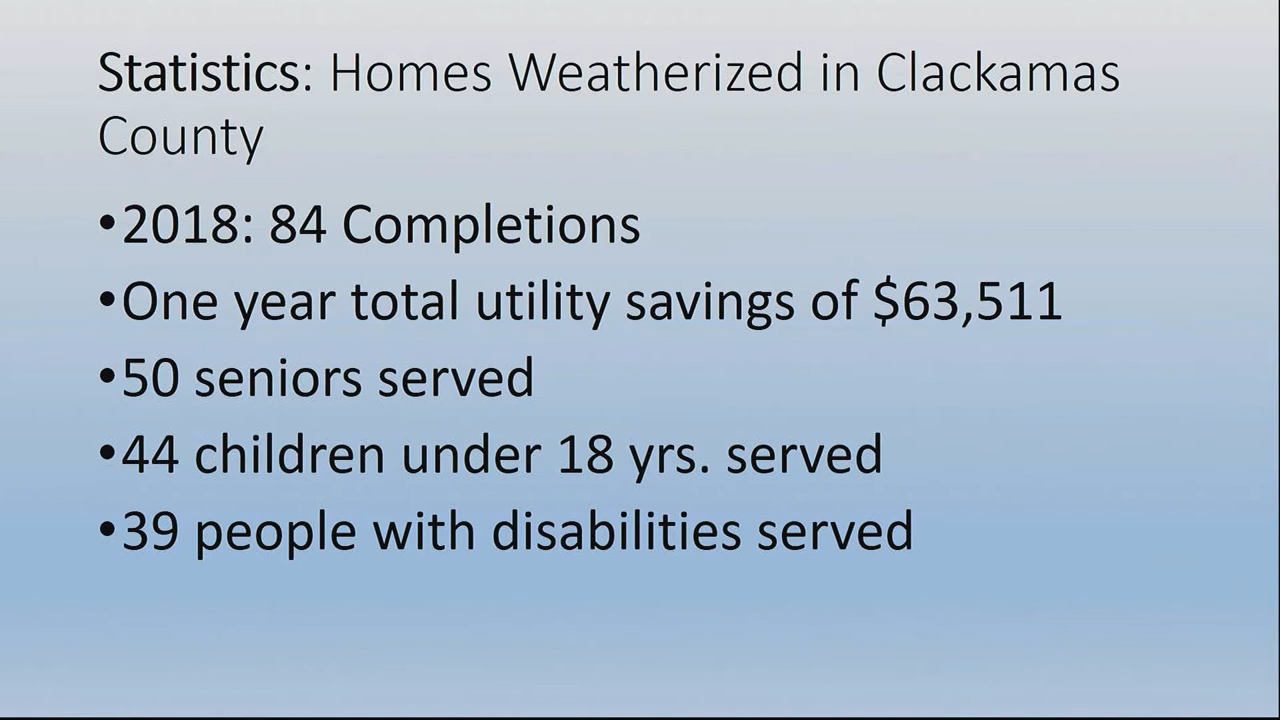 Statistics: Homes Weatherized in Clackamas
County
•2018: 84 Completions
•One year total utility savings of $63,511
•50 seniors served
•44 children under 18 yrs. served
•39 people with disabilities served